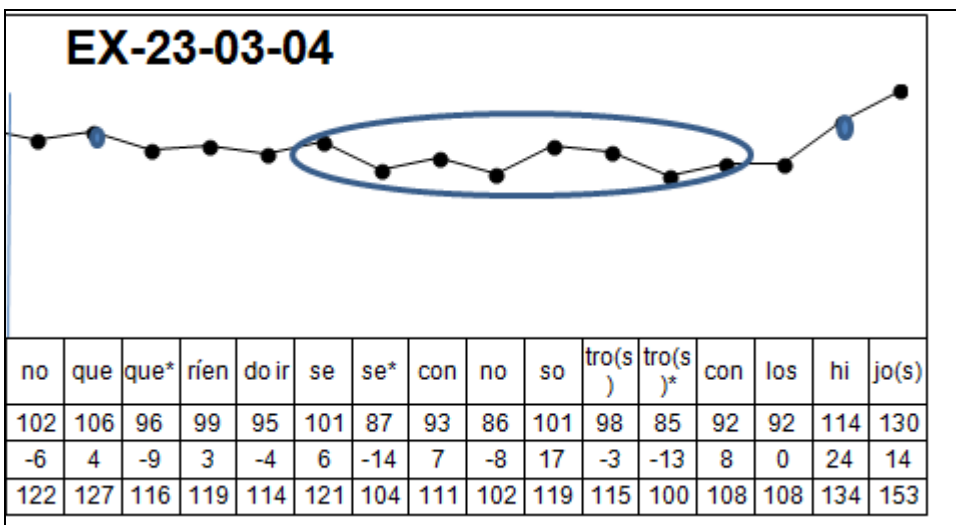 EX-23-03-04
no que que* ríen do ir se se* con no so tro(s) tro(s)* con los hi jo(s)
102 106 96 99 95 101 87 93 86 101 98 85 92 92 114 130
-6 4 -9 3 -4 6 -14 7 -8 17 -3 -13 8 0 24 14
122 127 116 119 114 121 104 111 102 119 115 100 108 108 134 153